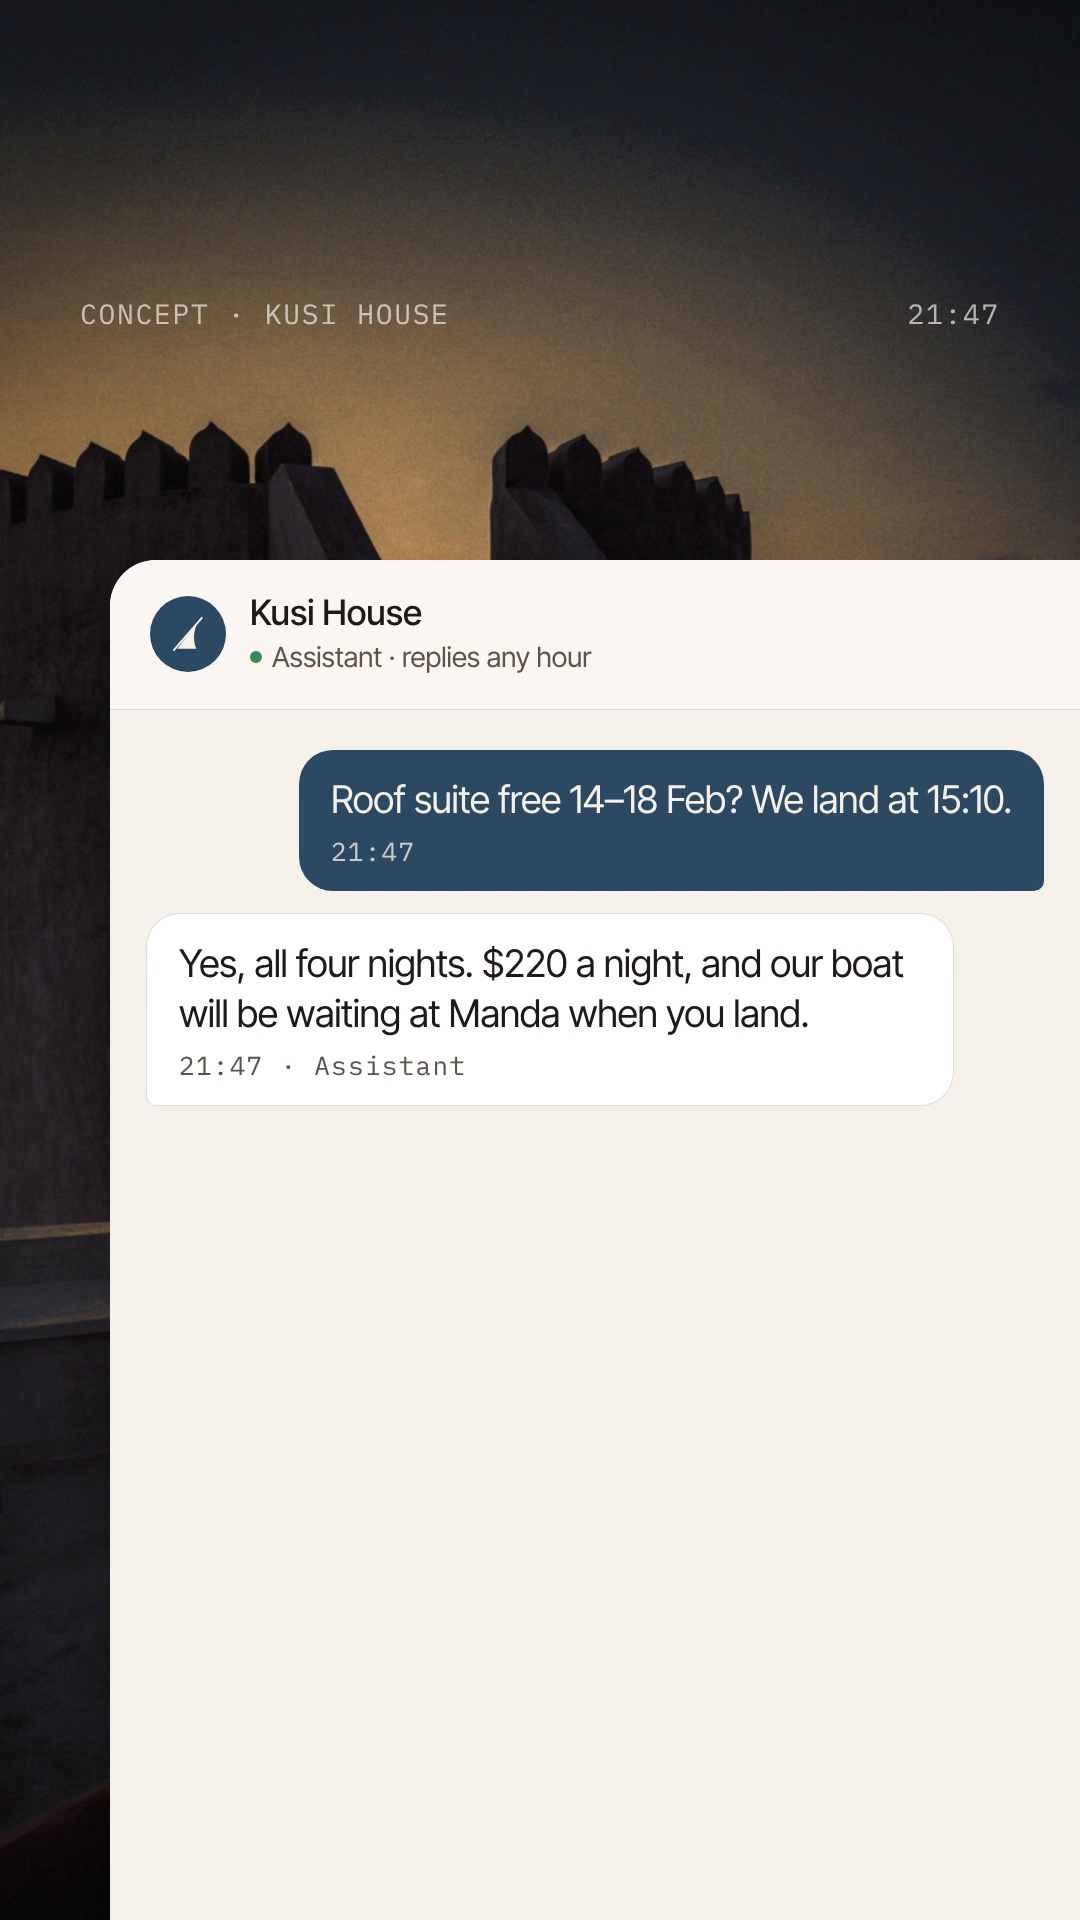 CONCEPT · KUSI HOUSE
21:47
Kusi House
Assistant · replies any hour
Roof suite free 14–18 Feb? We land at 15:10.
21:47
Yes, all four nights. $220 a night, and our boat
will be waiting at Manda when you land.
21:47 · Assistant